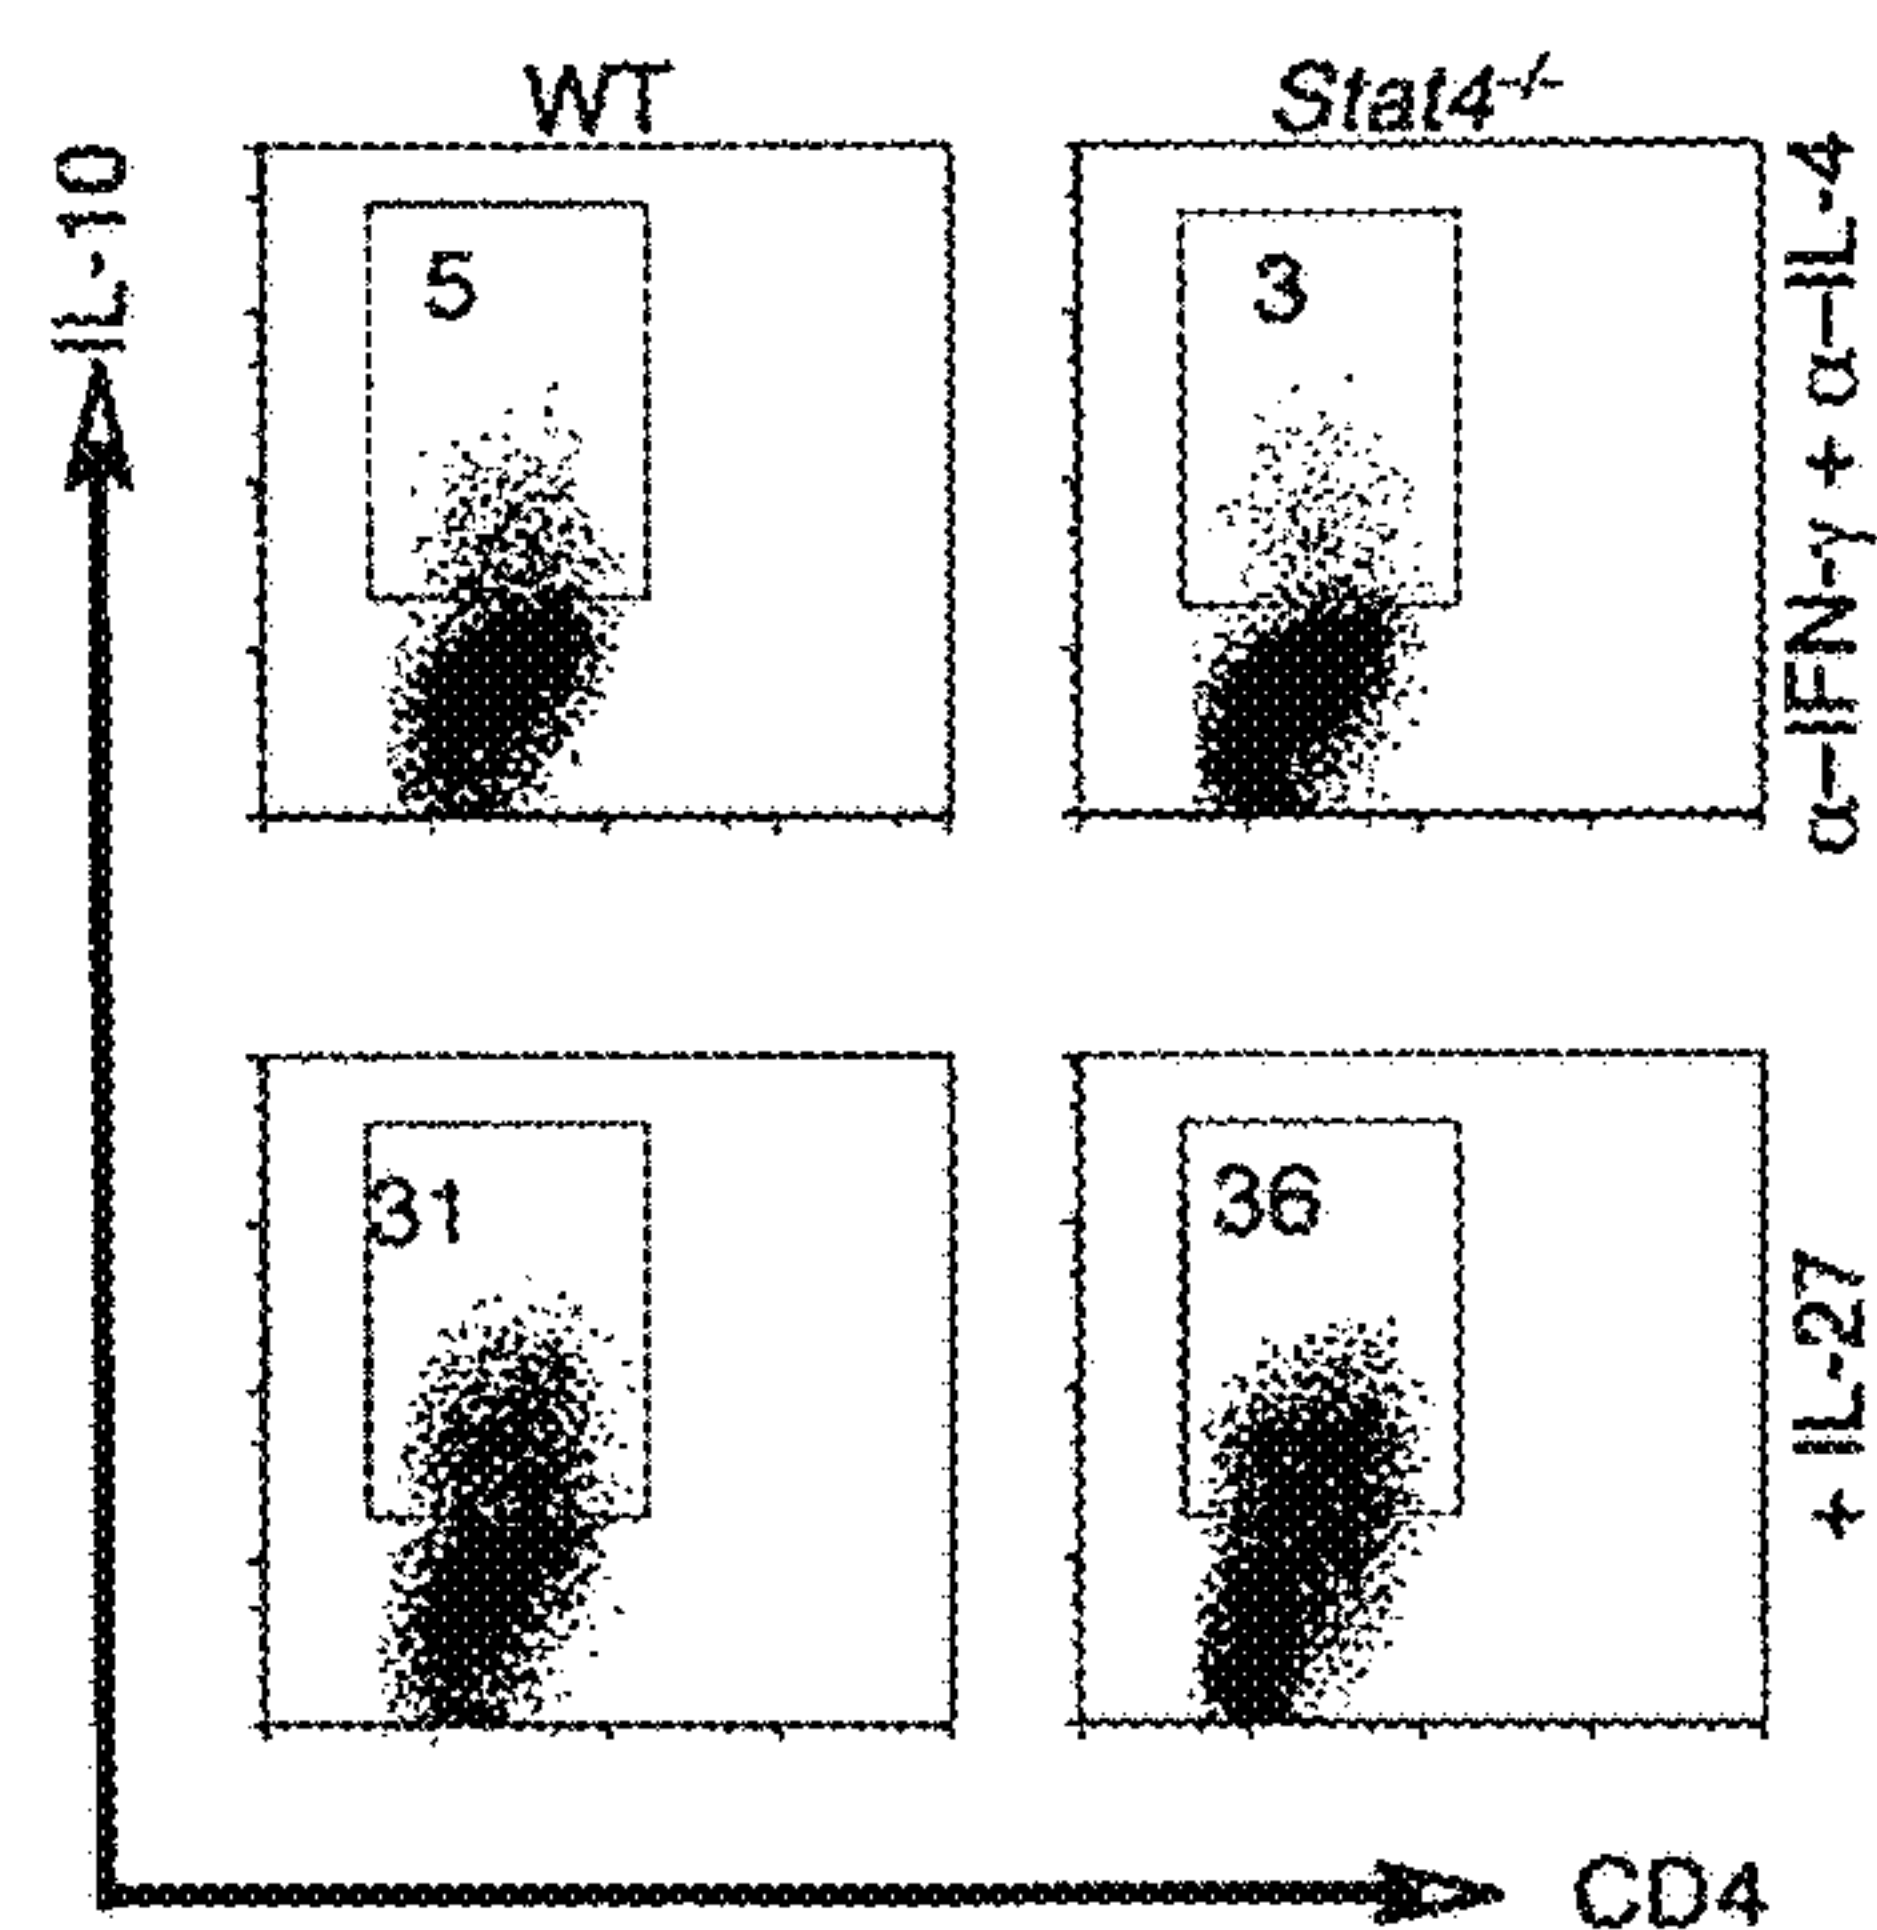 WT
Stat4-/-
IL-10
5
3
α-IFN-γ + α-IL-4
31
36
+ IL-27
CD4